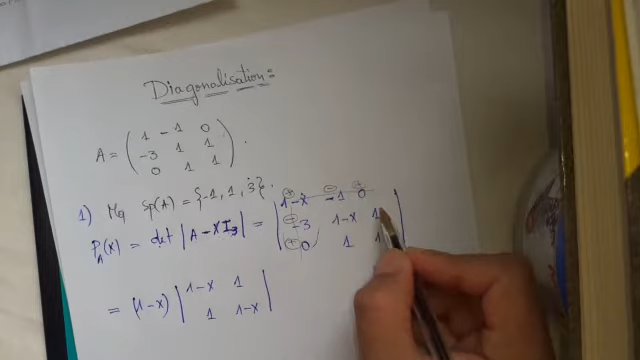 Diagonalisation:
A = ( 1 -1 0
-3 1 1
0 1 1 ) .
1) Mq Sp(A) = {-1, 1, 3}.
P_A(X) = det |A - XI_3| = | 1-X -1 0
-3 1-X 1
0 1 1
= (1-X) | 1-X 1
1 1-X |